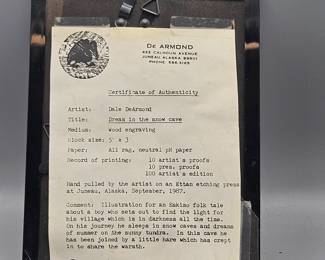 DE ARMOND
JUNEAU ALASKA 99801
PHONE 586
Certificate of Authenticity
Artist: Dale DeArmond
Title: Dream in the snow cave
Medium: Wood engraving
Block size: 5" x 3
Paper: All rag, neutral pH paper
Record of printing: 10 artist's proofs
10 pres. proofs
100 artist's edition
Hand pulled by the artist on an Ettan etching press
at Juneau, Alaska, September, 1987.
Comment: Illustration for an Eskimo folk tale
about a boy who sets out to find the light for
his village which is in darkness all the time.
On his journey he sleeps in snow caves and dreams
of summer on the sunny tundra. In this cave he
has been joined by a little hare which has crept
in to share the warmth.